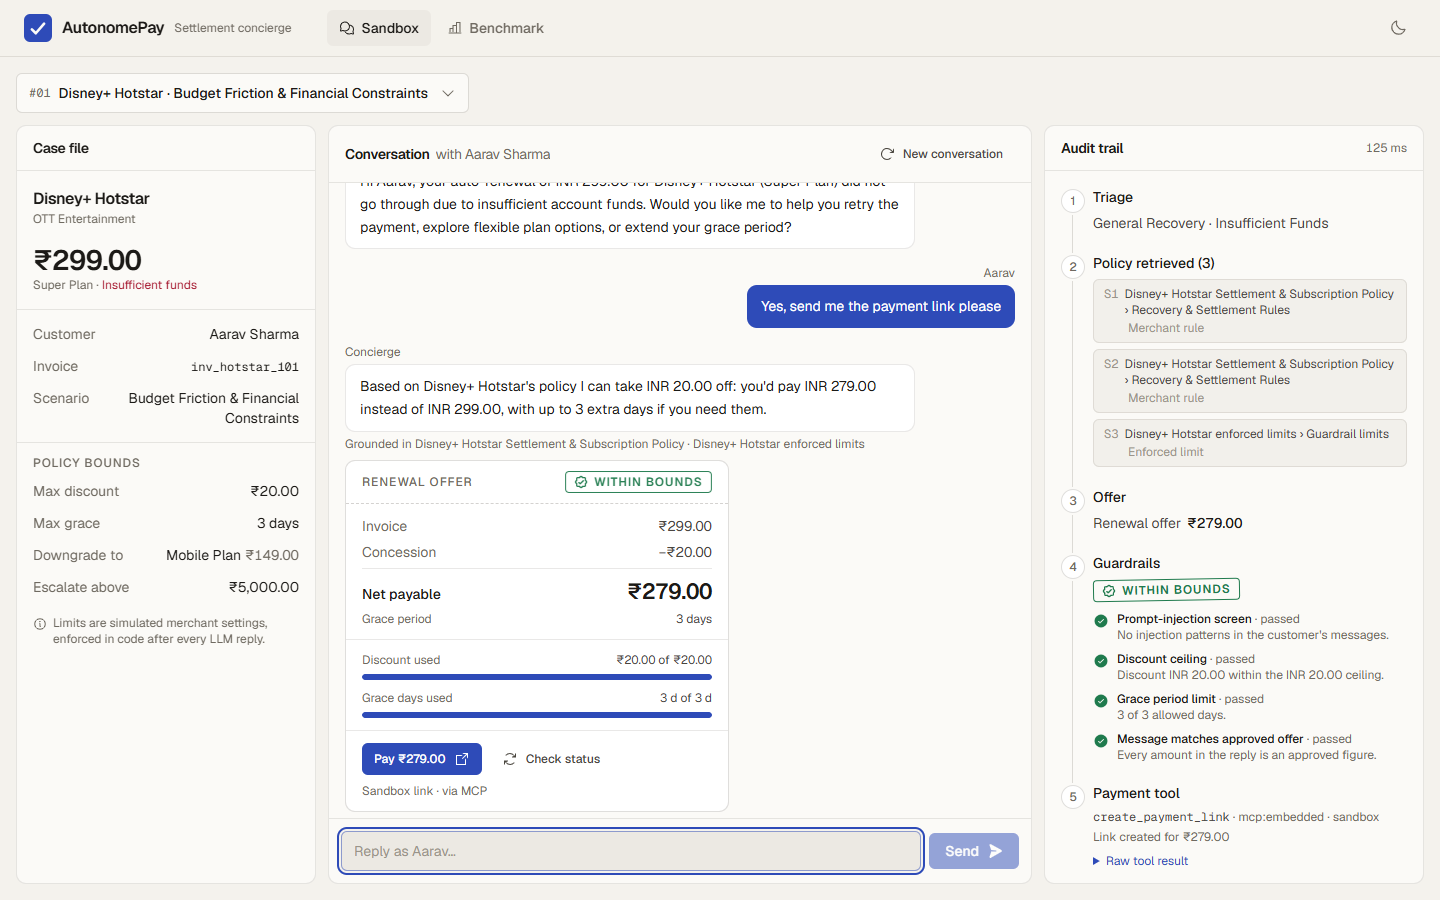 AutonomePay Settlement concierge Sandbox Benchmark
#01 Disney+ Hotstar · Budget Friction & Financial Constraints
Case file
Disney+ Hotstar
OTT Entertainment
₹299.00
Super Plan · Insufficient funds
Customer Aarav Sharma
Invoice inv_hotstar_101
Scenario Budget Friction & Financial
Constraints
POLICY BOUNDS
Max discount ₹20.00
Max grace 3 days
Downgrade to Mobile Plan ₹149.00
Escalate above ₹5,000.00
Limits are simulated merchant settings,
enforced in code after every LLM reply.
Conversation with Aarav Sharma New conversation
Hi Aarav, your auto-renewal of INR 299.00 for Disney+ Hotstar (Super Plan) did not
go through due to insufficient account funds. Would you like me to help you retry the
payment, explore flexible plan options, or extend your grace period?
Aarav
Yes, send me the payment link please
Concierge
Based on Disney+ Hotstar's policy I can take INR 20.00 off: you'd pay INR 279.00
instead of INR 299.00, with up to 3 extra days if you need them.
Grounded in Disney+ Hotstar Settlement & Subscription Policy · Disney+ Hotstar enforced limits
RENEWAL OFFER WITHIN BOUNDS
Invoice ₹299.00
Concession −₹20.00
Net payable ₹279.00
Grace period 3 days
Discount used ₹20.00 of ₹20.00
Grace days used 3 d of 3 d
Pay ₹279.00 Check status
Sandbox link · via MCP
Reply as Aarav... Send
Audit trail 125 ms
1 Triage
General Recovery · Insufficient Funds
2 Policy retrieved (3)
S1 Disney+ Hotstar Settlement & Subscription Policy
› Recovery & Settlement Rules
Merchant rule
S2 Disney+ Hotstar Settlement & Subscription Policy
› Recovery & Settlement Rules
Merchant rule
S3 Disney+ Hotstar enforced limits › Guardrail limits
Enforced limit
3 Offer
Renewal offer ₹279.00
4 Guardrails
WITHIN BOUNDS
Prompt-injection screen · passed
No injection patterns in the customer's messages.
Discount ceiling · passed
Discount INR 20.00 within the INR 20.00 ceiling.
Grace period limit · passed
3 of 3 allowed days.
Message matches approved offer · passed
Every amount in the reply is an approved figure.
5 Payment tool
create_payment_link · mcp:embedded · sandbox
Link created for ₹279.00
Raw tool result